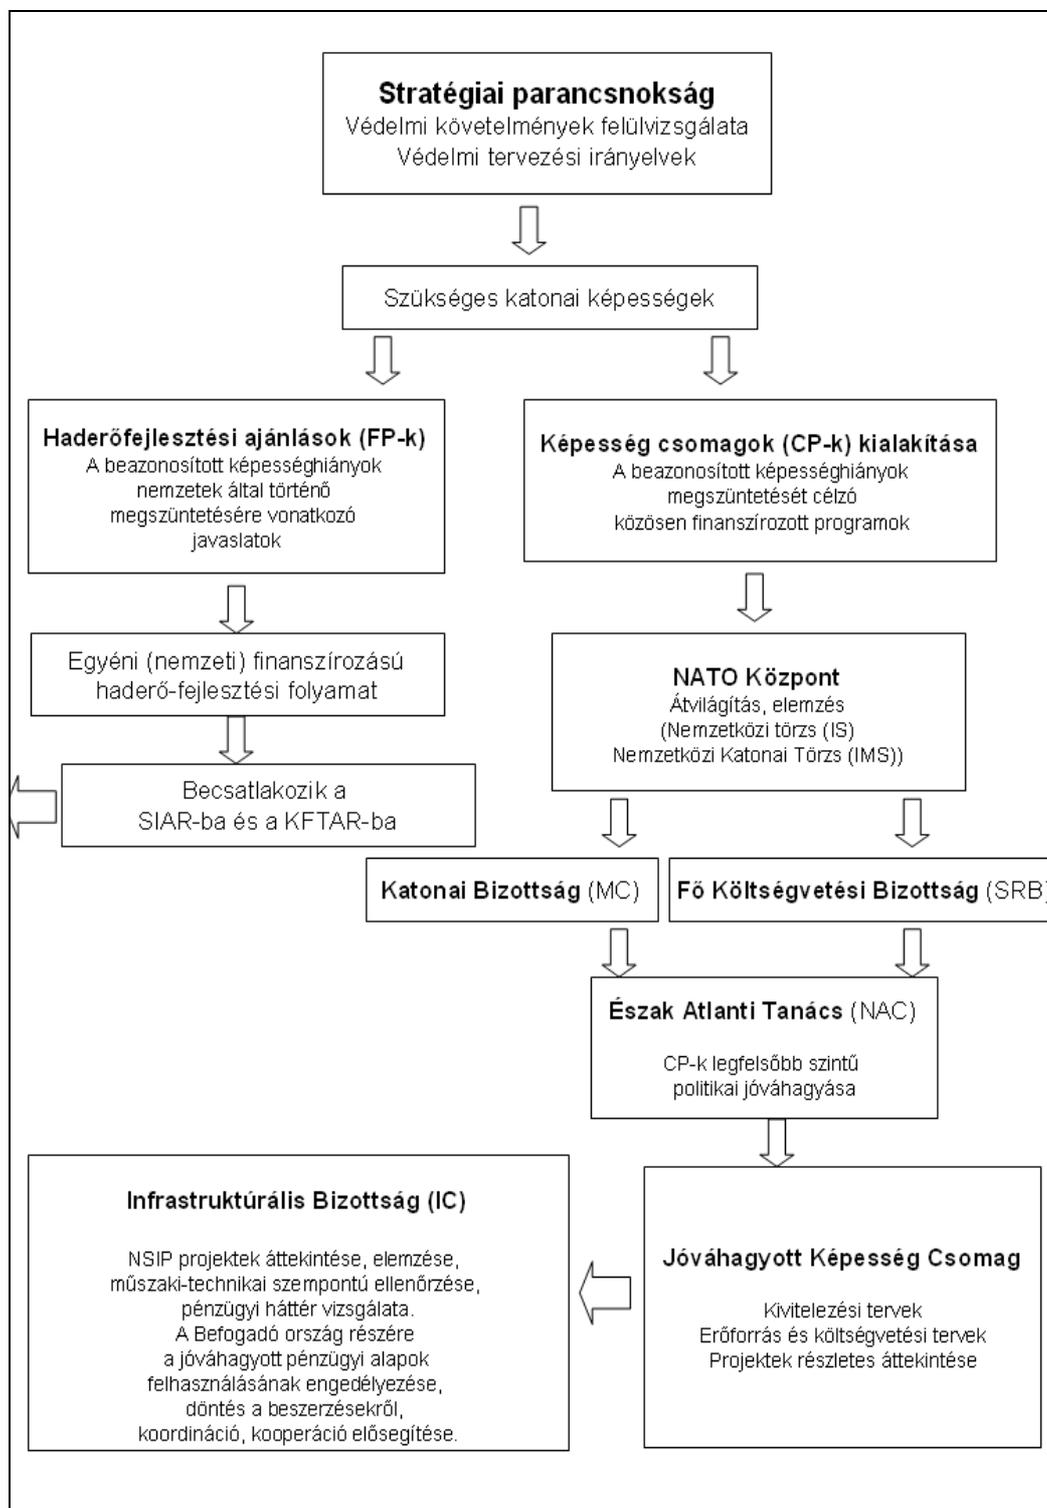 Stratégiai parancsnokság
Védelmi követelmények felülvizsgálata
Védelmi tervezési irányelvek
Szükséges katonai képességek
Haderőfejlesztési ajánlások (FP-k)
A beazonosított képességhiányok
nemzetek által történő
megszüntetésére vonatkozó
javaslatok
Képesség csomagok (CP-k) kialakítása
A beazonosított képességhiányok
megszüntetését célzó
közösen finanszírozott programok
Egyéni (nemzeti) finanszírozású
haderő-fejlesztési folyamat
NATO Központ
Átvilágítás, elemzés
(Nemzetközi törzs (IS)
Nemzetközi Katonai Törzs (IMS))
Becsatlakozik a
SIAR-ba és a KFTAR-ba
Katonai Bizottság (MC)
Fő Költségvetési Bizottság (SRB)
Észak Atlanti Tanács (NAC)
CP-k legfelsőbb szintű
politikai jóváhagyása
Infrastruktúrális Bizottság (IC)
NSIP projektek áttekintése, elemzése,
műszaki-technikai szempontú ellenőrzése,
pénzügyi háttér vizsgálata.
A Befogadó ország részére
a jóváhagyott pénzügyi alapok
felhasználásának engedélyezése,
döntés a beszerzésekről,
koordináció, kooperáció elősegítése.
Jóváhagyott Képesség Csomag
Kivitelezési tervek
Erőforrás és költségvetési tervek
Projektek részletes áttekintése